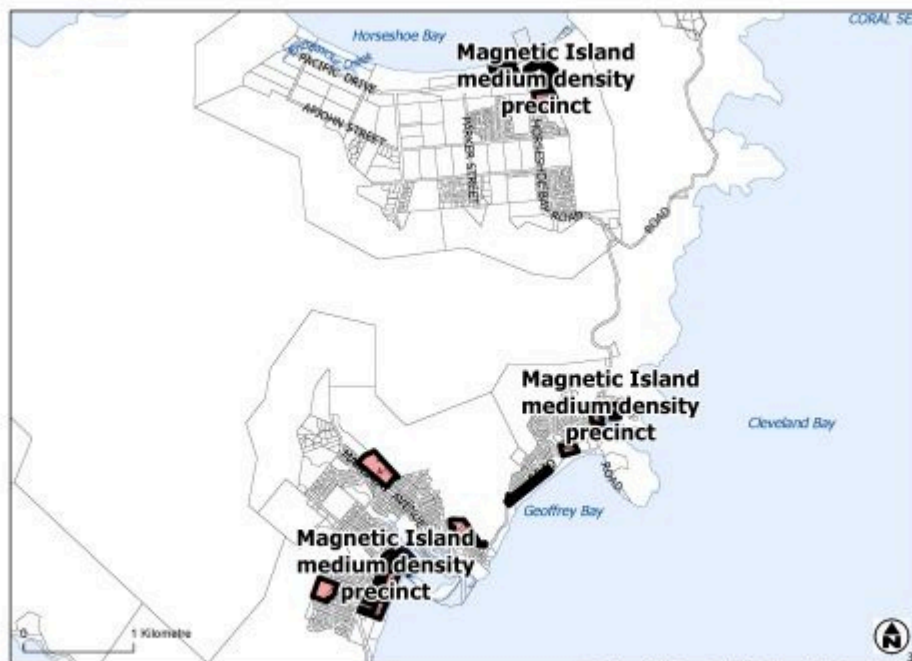 CORAL SE
Horseshoe Bay
Magnetic Island
medium density
precinct
PACIFIC DRIVE
APJOHN STREET
PARKER STREET
HORSESHOE BAY
ROAD
ROAD
Magnetic Island
medium density
precinct
Cleveland Bay
ROAD
Geoffrey Bay
AVENUE
Magnetic Island
medium density
precinct
0 1 Kilometre